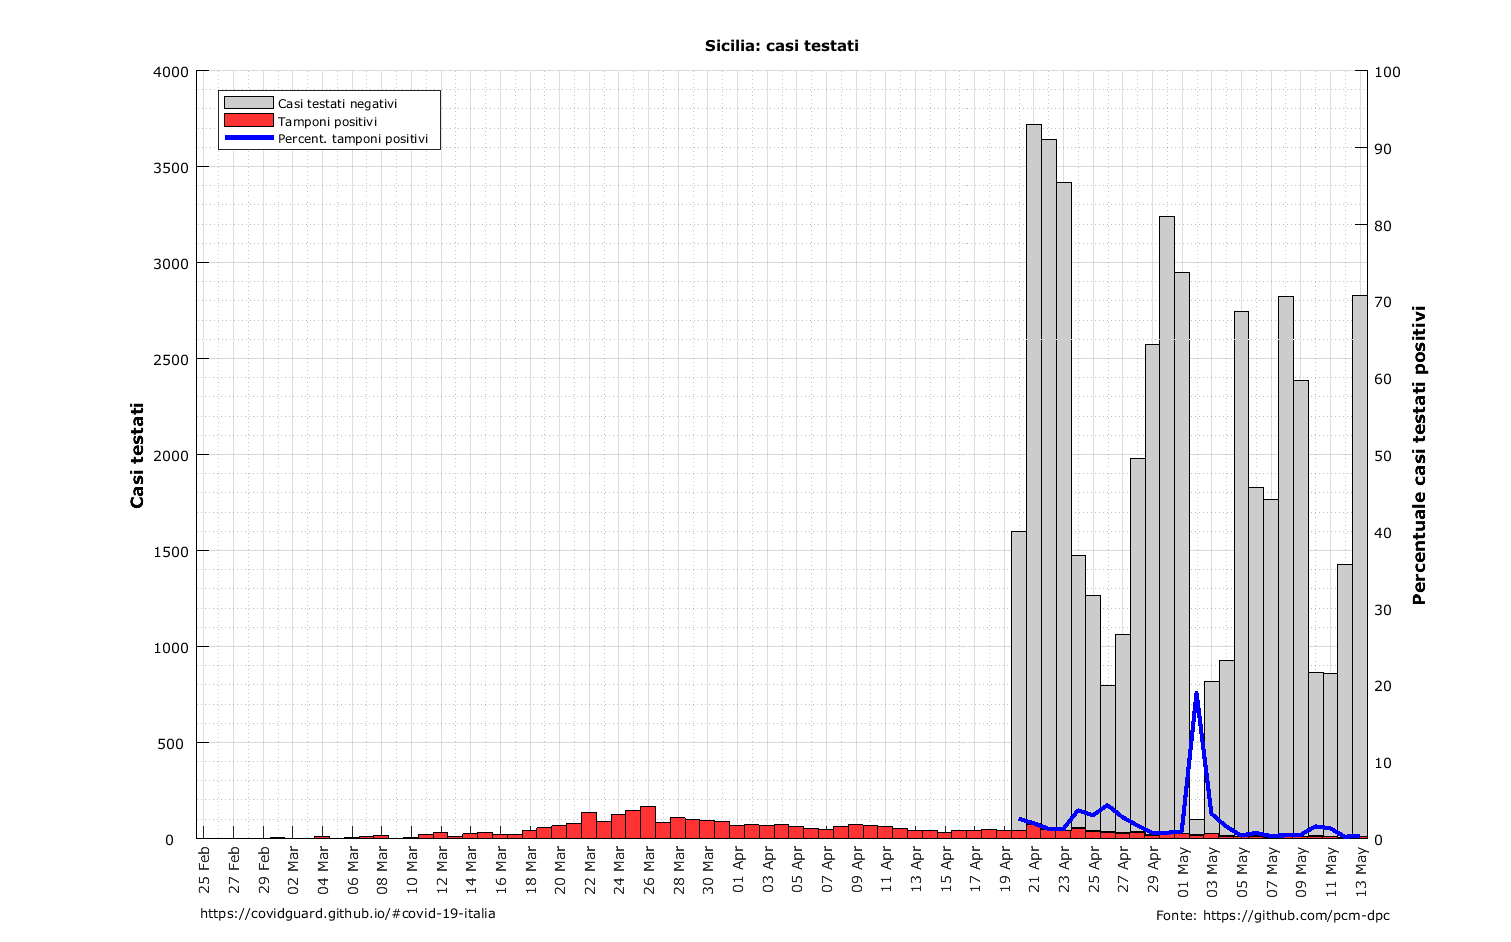 Sicilia: casi testati
Casi testati negativi
Tamponi positivi
Percent. tamponi positivi
Casi testati
4000
3500
3000
2500
2000
1500
1000
500
0
100
90
80
70
60
50
40
30
20
10
0
Percentuale casi testati positivi
25 Feb
27 Feb
29 Feb
02 Mar
04 Mar
06 Mar
08 Mar
10 Mar
12 Mar
14 Mar
16 Mar
18 Mar
20 Mar
22 Mar
24 Mar
26 Mar
28 Mar
30 Mar
01 Apr
03 Apr
05 Apr
07 Apr
09 Apr
11 Apr
13 Apr
15 Apr
17 Apr
19 Apr
21 Apr
23 Apr
25 Apr
27 Apr
29 Apr
01 May
03 May
05 May
07 May
09 May
11 May
13 May
https://covidguard.github.io/#covid-19-italia
Fonte: https://github.com/pcm-dpc